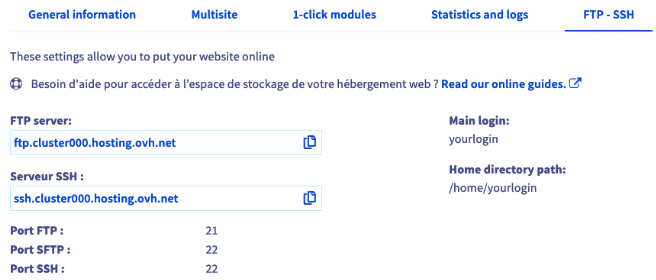 General information Multisite 1-click modules Statistics and logs FTP - SSH
These settings allow you to put your website online
Besoin d'aide pour accéder à l'espace de stockage de votre hébergement web ? Read our online guides.
FTP server:
ftp.cluster000.hosting.ovh.net
Serveur SSH :
ssh.cluster000.hosting.ovh.net
Port FTP : 21
Port SFTP : 22
Port SSH : 22
Main login:
yourlogin
Home directory path:
/home/yourlogin